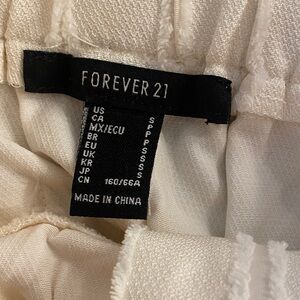 FOREVER 21
US S
CA S
MX/ECU P
BR P
EU S
UK S
KR S
JP S
CN 160/66A
MADE IN CHINA